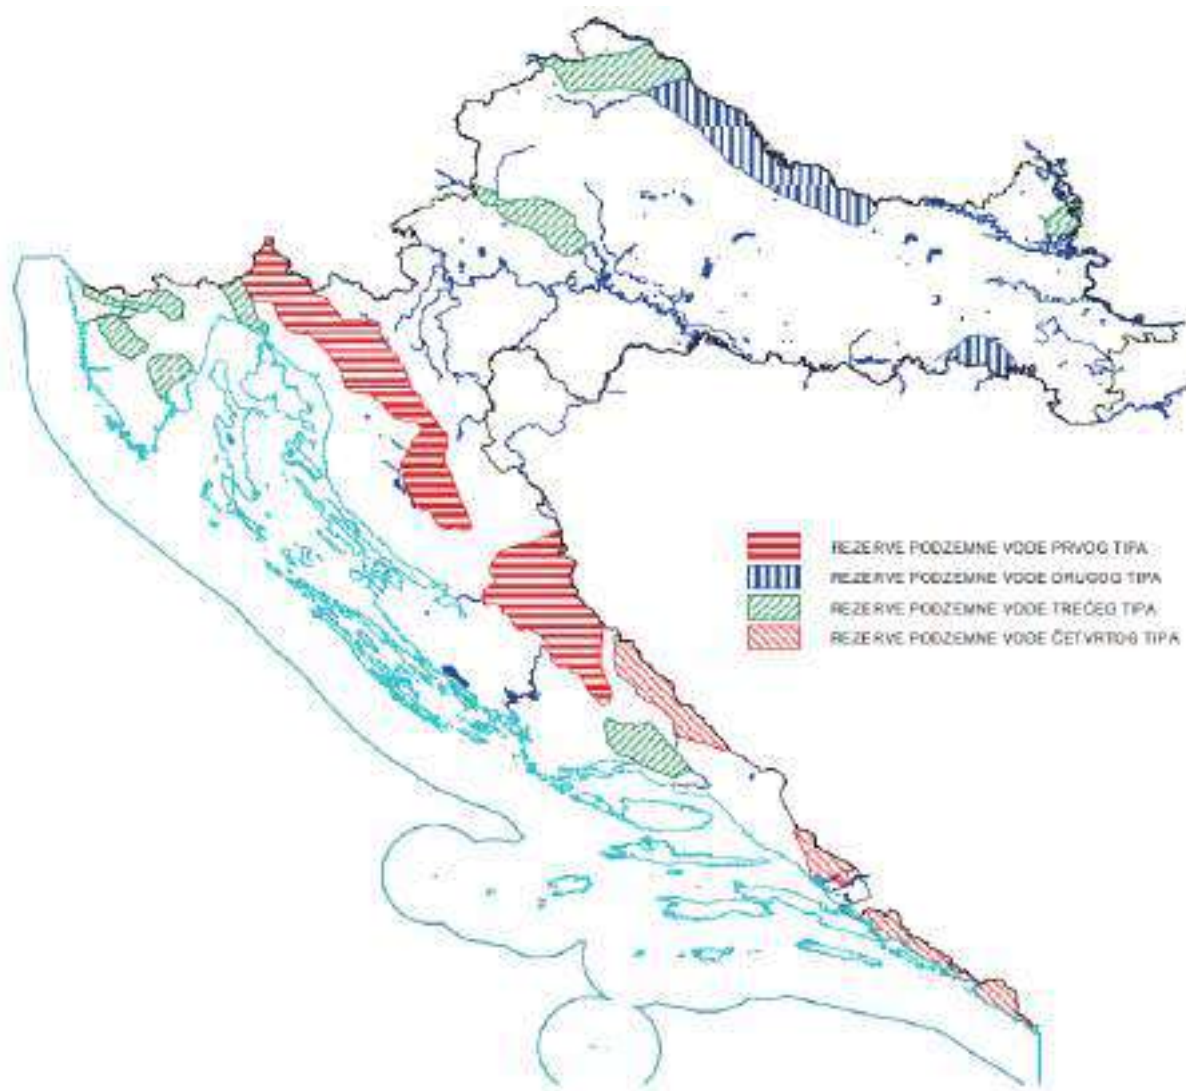 REZERVE PODZEMNE VODE PRVOG TIPA
REZERVE PODZEMNE VODE DRUGOG TIPA
REZERVE PODZEMNE VODE TREĆEG TIPA
REZERVE PODZEMNE VODE ČETVRTOG TIPA